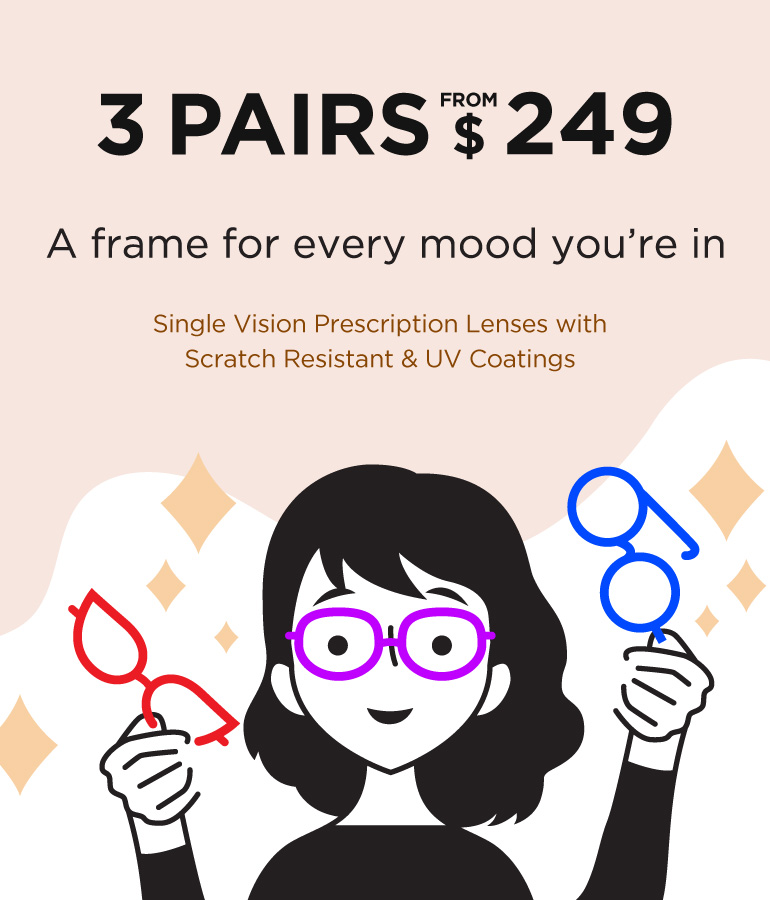 3 PAIRS FROM $249
A frame for every mood you’re in
Single Vision Prescription Lenses with
Scratch Resistant & UV Coatings